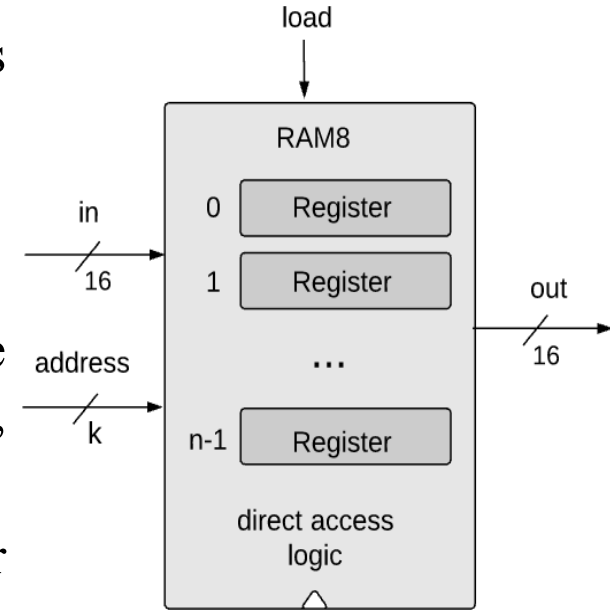 load
s
RAM8
in
0
Register
16
1
Register
out
e
address
...
16
,
k
n-1
Register
direct access
logic
r